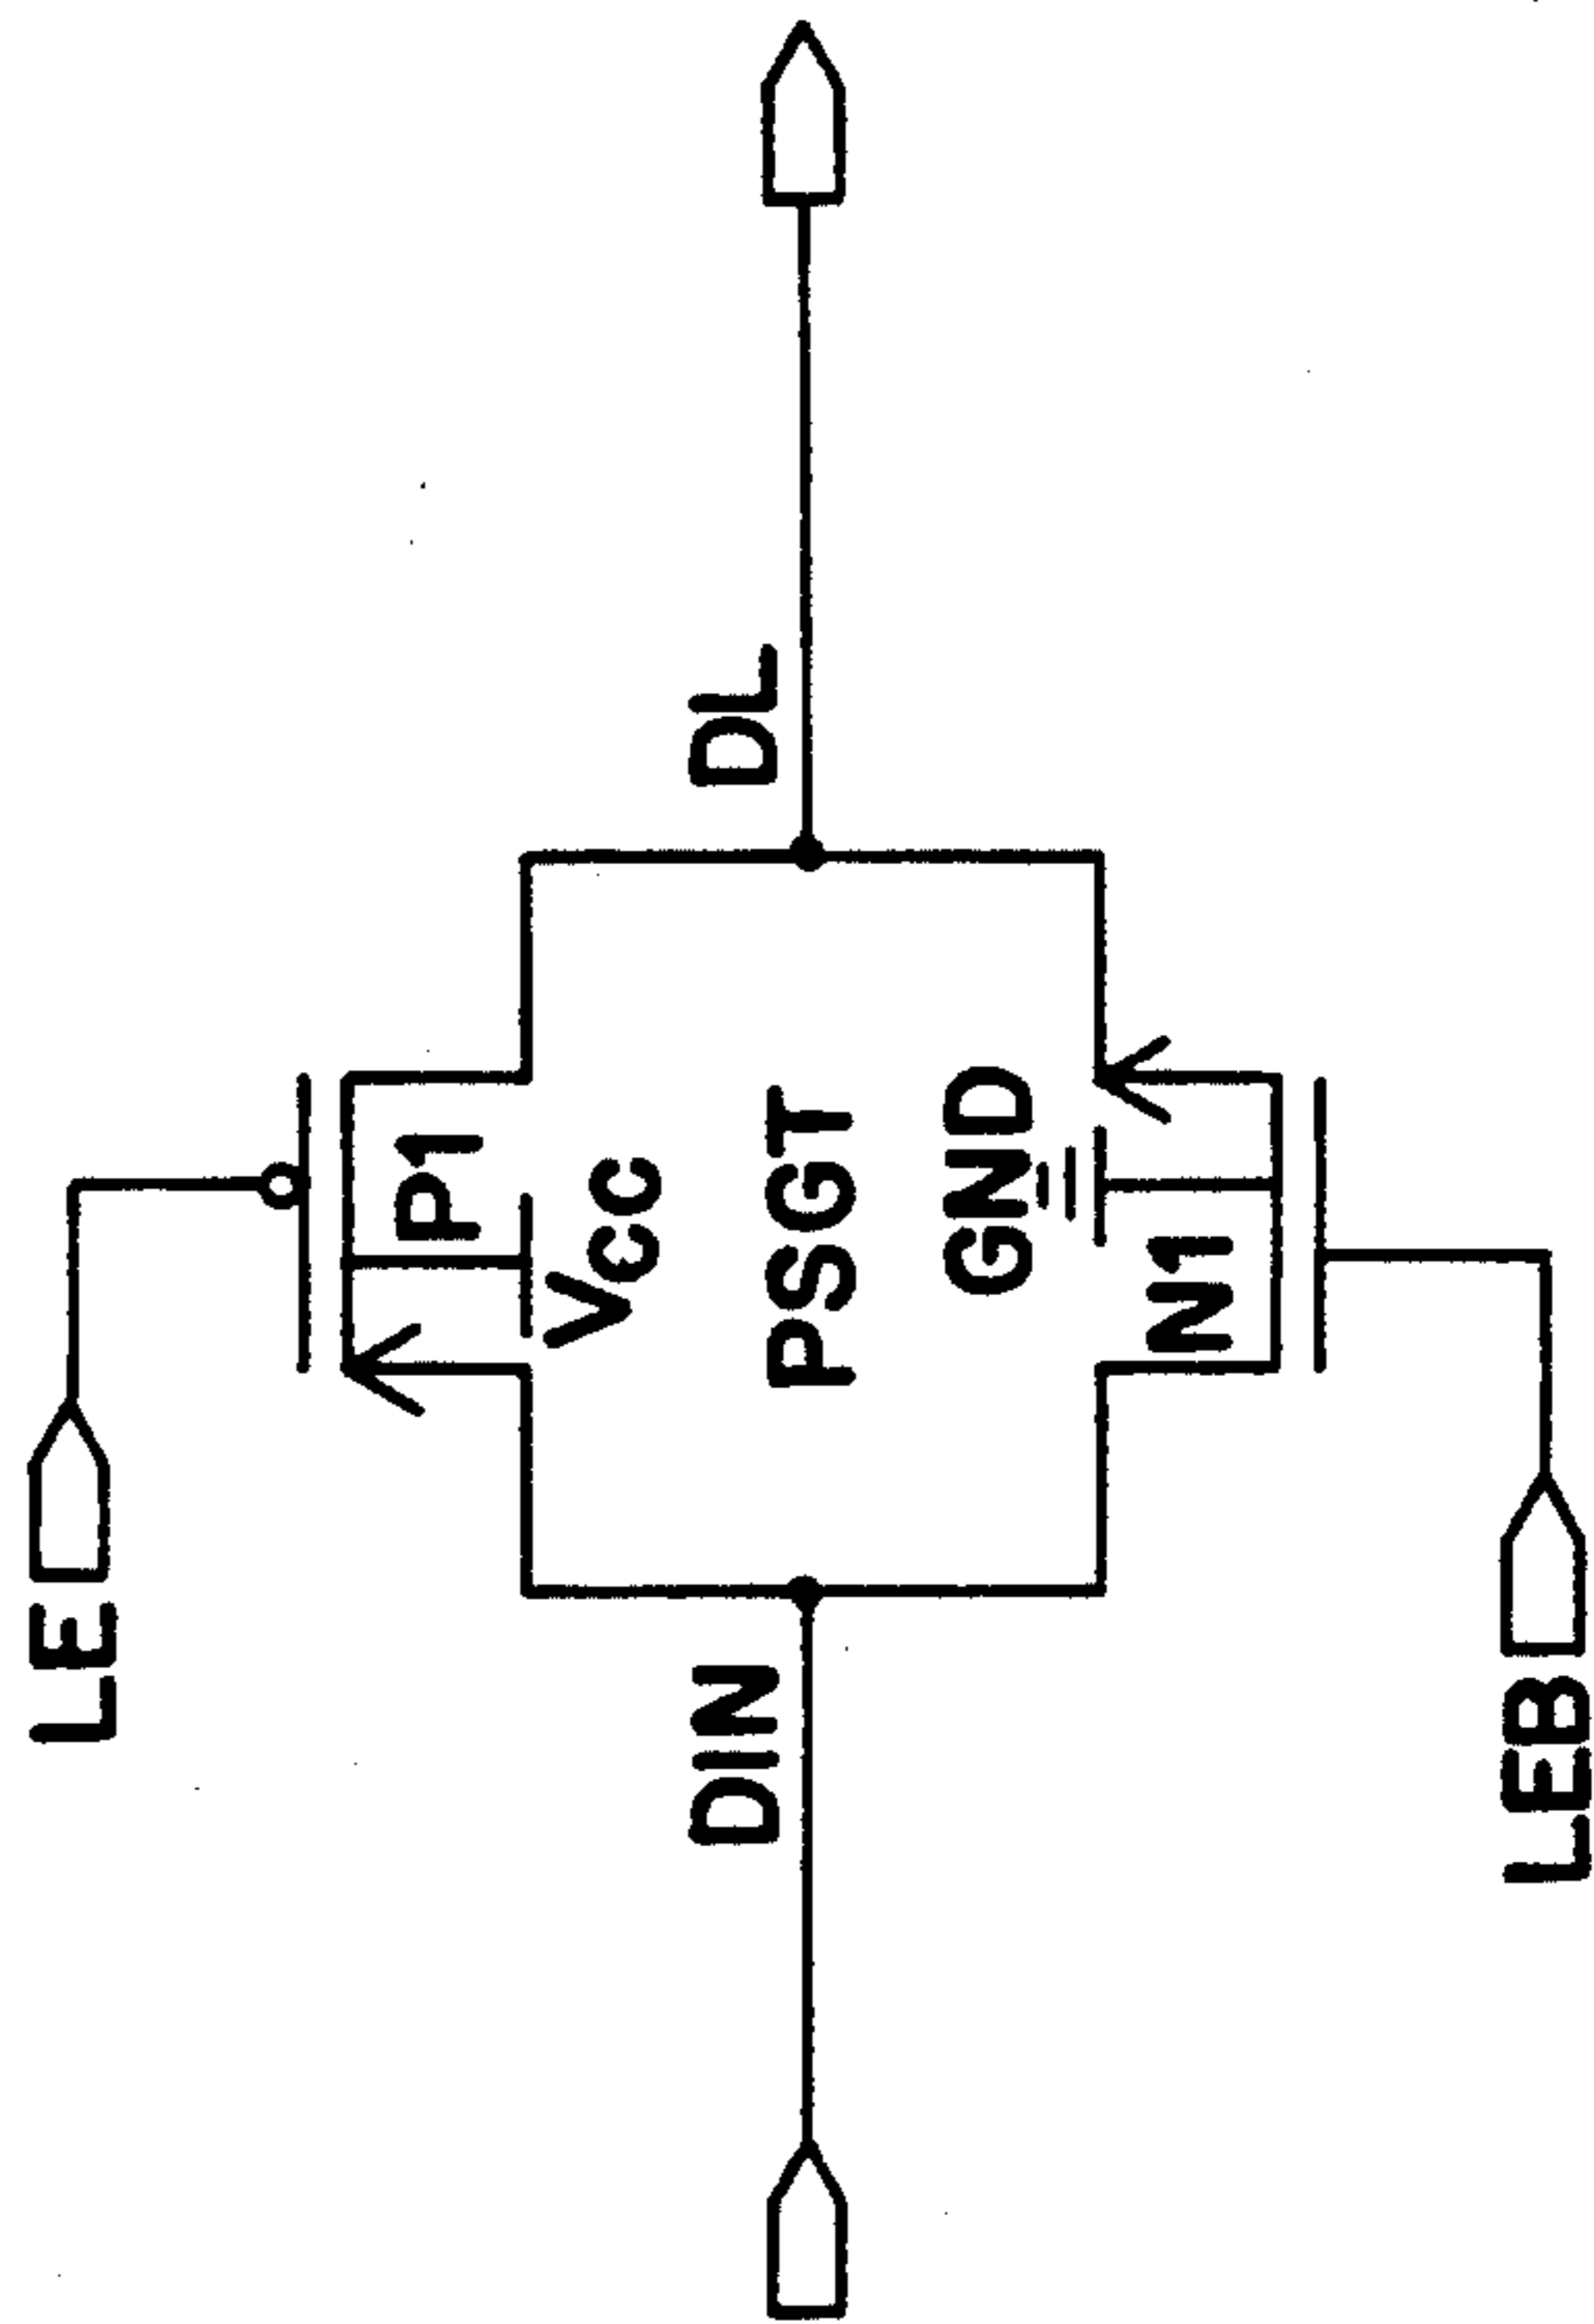 LE
P1
Vcc
DIN
DL
PSGT
GND
N1
LEB